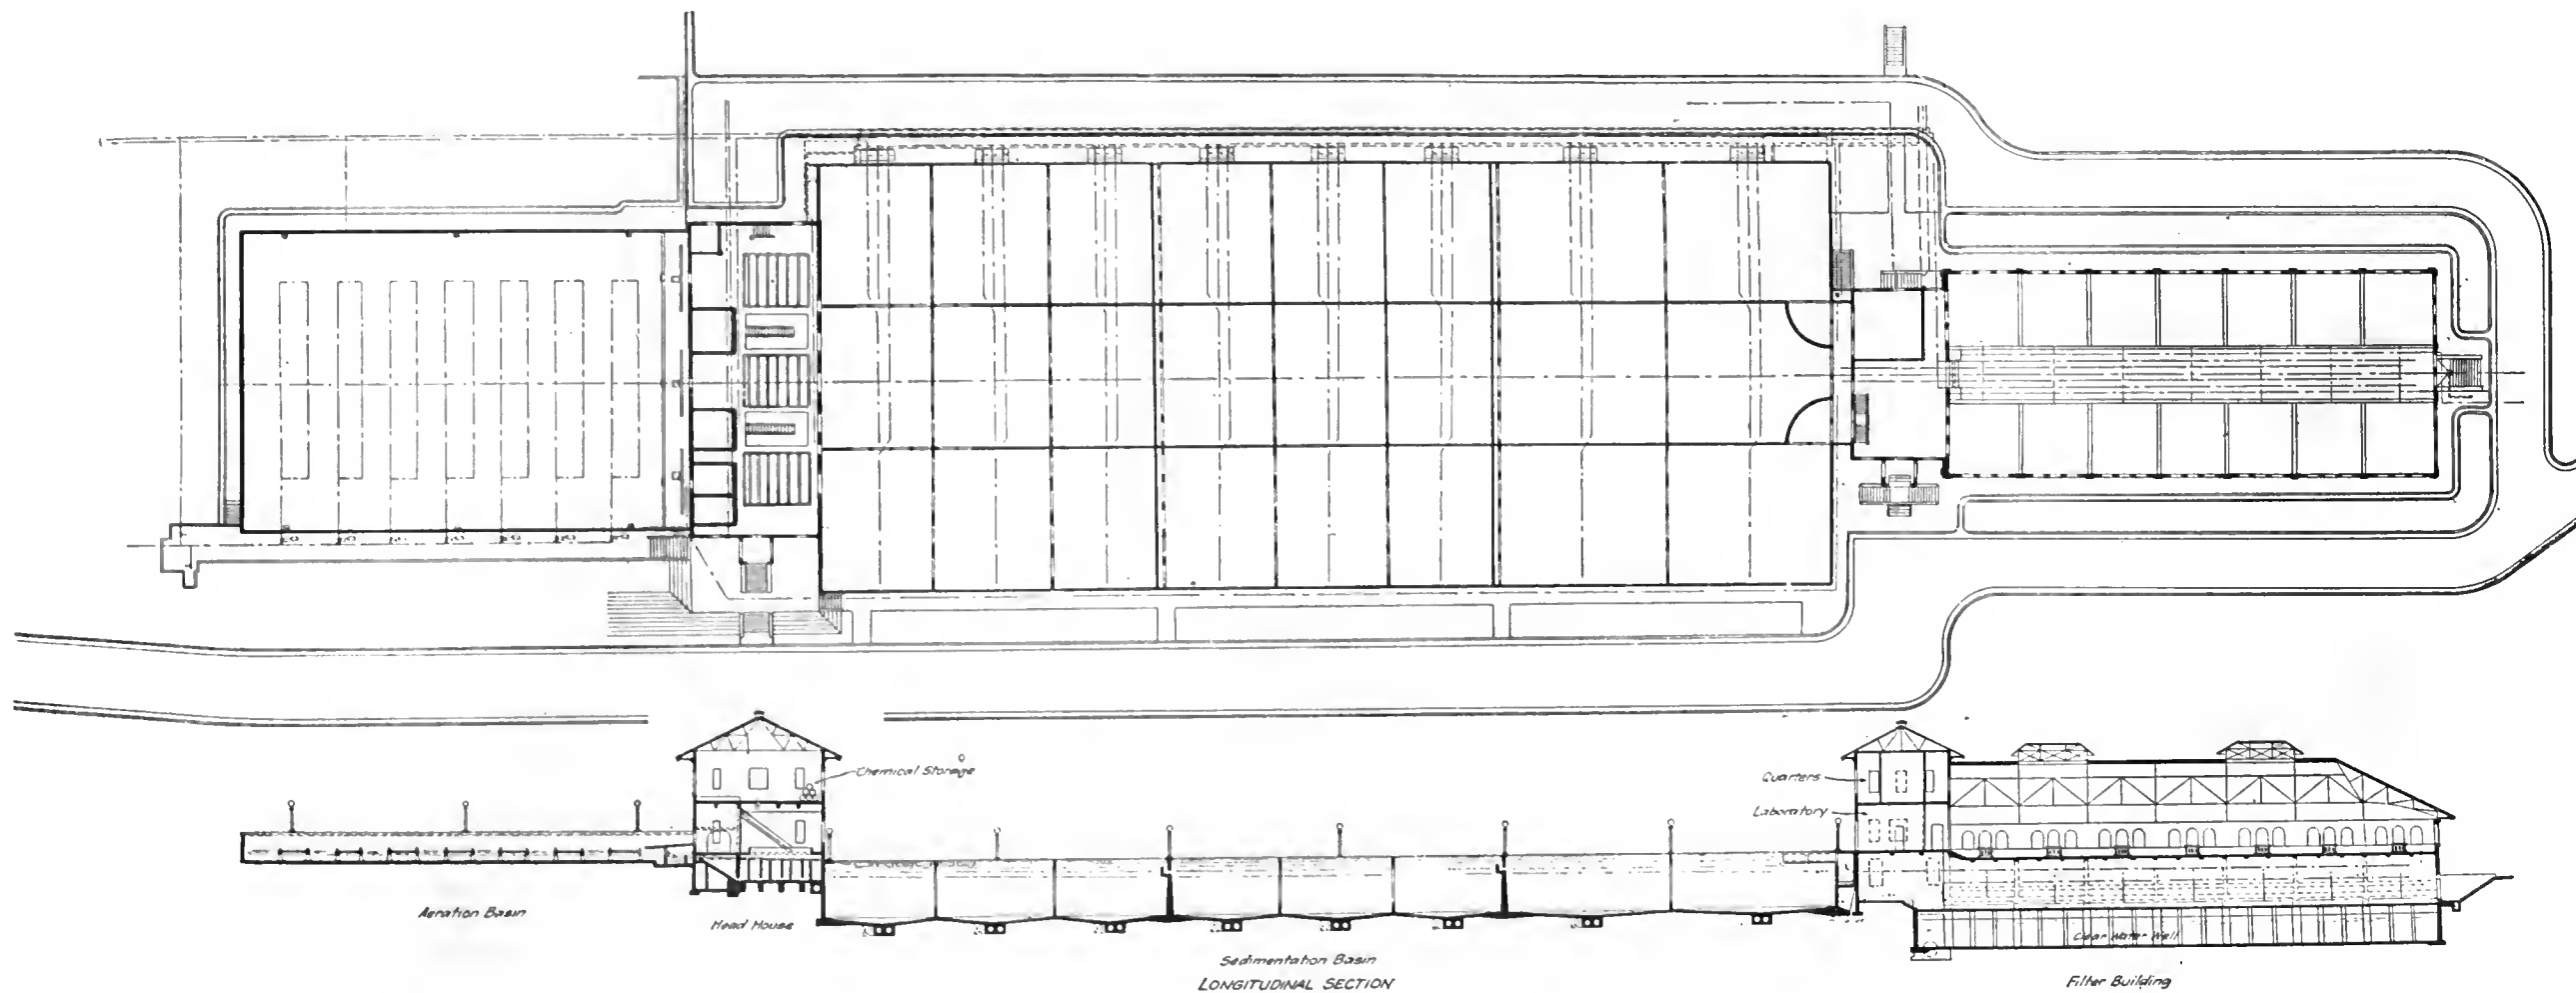 Chemical Storage
Quarters
Laboratory
Aeration Basin
Head House
Clear Water Well
Sedimentation Basin
LONGITUDINAL SECTION
Filter Building